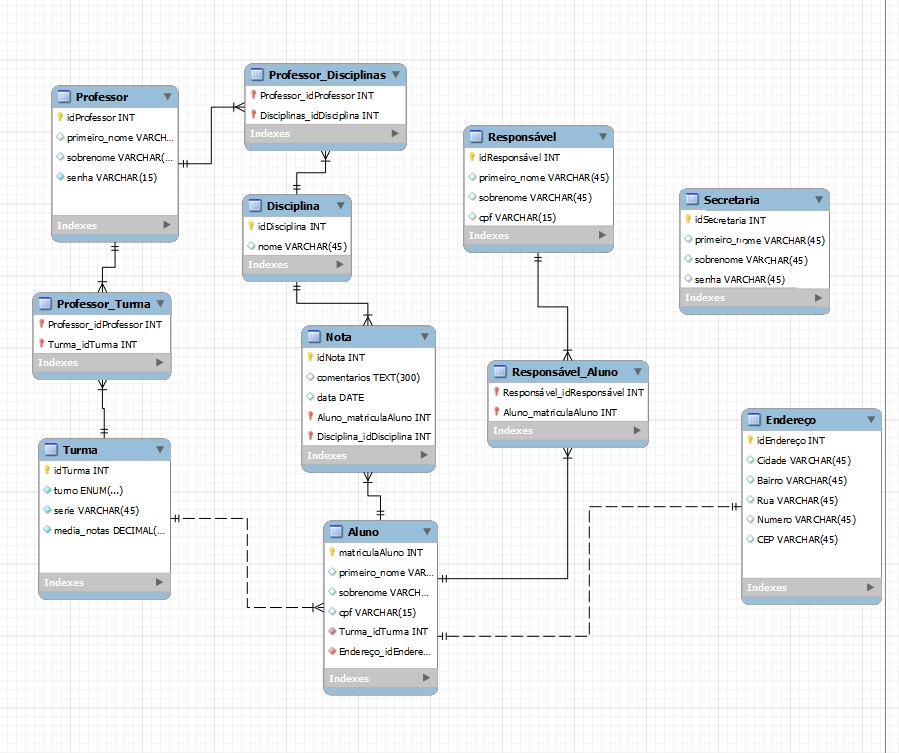 Professor
idProfessor INT
primeiro_nome VARCH...
sobrenome VARCHAR(...
senha VARCHAR(15)
Indexes
Professor_Disciplinas
Professor_idProfessor INT
Disciplinas_idDisciplina INT
Indexes
Responsável
idResponsável INT
primeiro_nome VARCHAR(45)
sobrenome VARCHAR(45)
cpf VARCHAR(15)
Indexes
Secretaria
idSecretaria INT
primeiro_nome VARCHAR(45)
sobrenome VARCHAR(45)
senha VARCHAR(45)
Indexes
Disciplina
idDisciplina INT
nome VARCHAR(45)
Indexes
Professor_Turma
Professor_idProfessor INT
Turma_idTurma INT
Indexes
Nota
idNota INT
comentarios TEXT(300)
data DATE
Aluno_matriculaAluno INT
Disciplina_idDisciplina INT
Indexes
Responsável_Aluno
Responsável_idResponsável INT
Aluno_matriculaAluno INT
Indexes
Endereço
idEndereço INT
Cidade VARCHAR(45)
Bairro VARCHAR(45)
Rua VARCHAR(45)
Numero VARCHAR(45)
CEP VARCHAR(45)
Indexes
Turma
idTurma INT
turno ENUM(...)
serie VARCHAR(45)
media_notas DECIMAL(...
Indexes
Aluno
matriculaAluno INT
primeiro_nome VAR...
sobrenome VARCH...
cpf VARCHAR(15)
Turma_idTurma INT
Endereço_idEndere...
Indexes